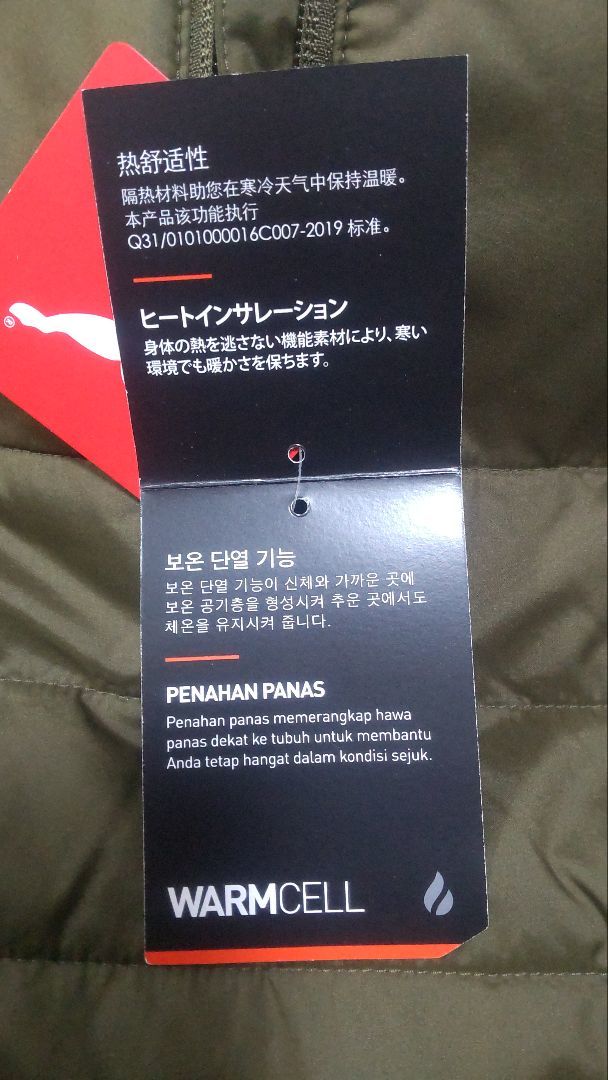 热舒适性
隔热材料助您在寒冷天气中保持温暖。
本产品该功能执行
Q31/0101000016C007-2019 标准。
ヒートインサレーション
身体の熱を逃さない機能素材により、寒い
環境でも暖かさを保ちます。
보온 단열 기능
보온 단열 기능이 신체와 가까운 곳에
보온 공기층을 형성시켜 추운 곳에서도
체온을 유지시켜 줍니다.
PENAHAN PANAS
Penahan panas memerangkap hawa
panas dekat ke tubuh untuk membantu
Anda tetap hangat dalam kondisi sejuk.
WARMCELL
®